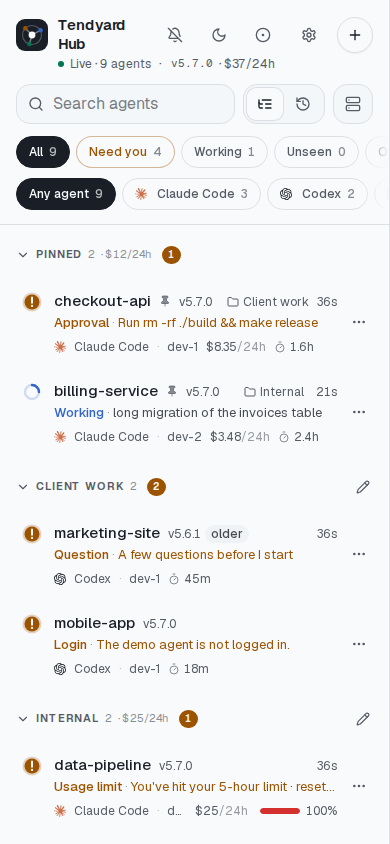 Tendyard
Hub
Live · 9 agents · v5.7.0 · $37/24h
Search agents
All 9 Need you 4 Working 1 Unseen 0
Any agent 9 Claude Code 3 Codex 2
PINNED 2 · $12/24h 1
checkout-api v5.7.0 Client work 36s
Approval · Run rm -rf ./build && make release
Claude Code · dev-1 $8.35/24h 1.6h
billing-service v5.7.0 Internal 21s
Working · long migration of the invoices table
Claude Code · dev-2 $3.48/24h 2.4h
CLIENT WORK 2 2
marketing-site v5.6.1 older 36s
Question · A few questions before I start
Codex · dev-1 45m
mobile-app v5.7.0
Login · The demo agent is not logged in.
Codex · dev-1 18m
INTERNAL 2 · $25/24h 1
data-pipeline v5.7.0 36s
Usage limit · You've hit your 5-hour limit · reset...
Claude Code · d... $25/24h 100%